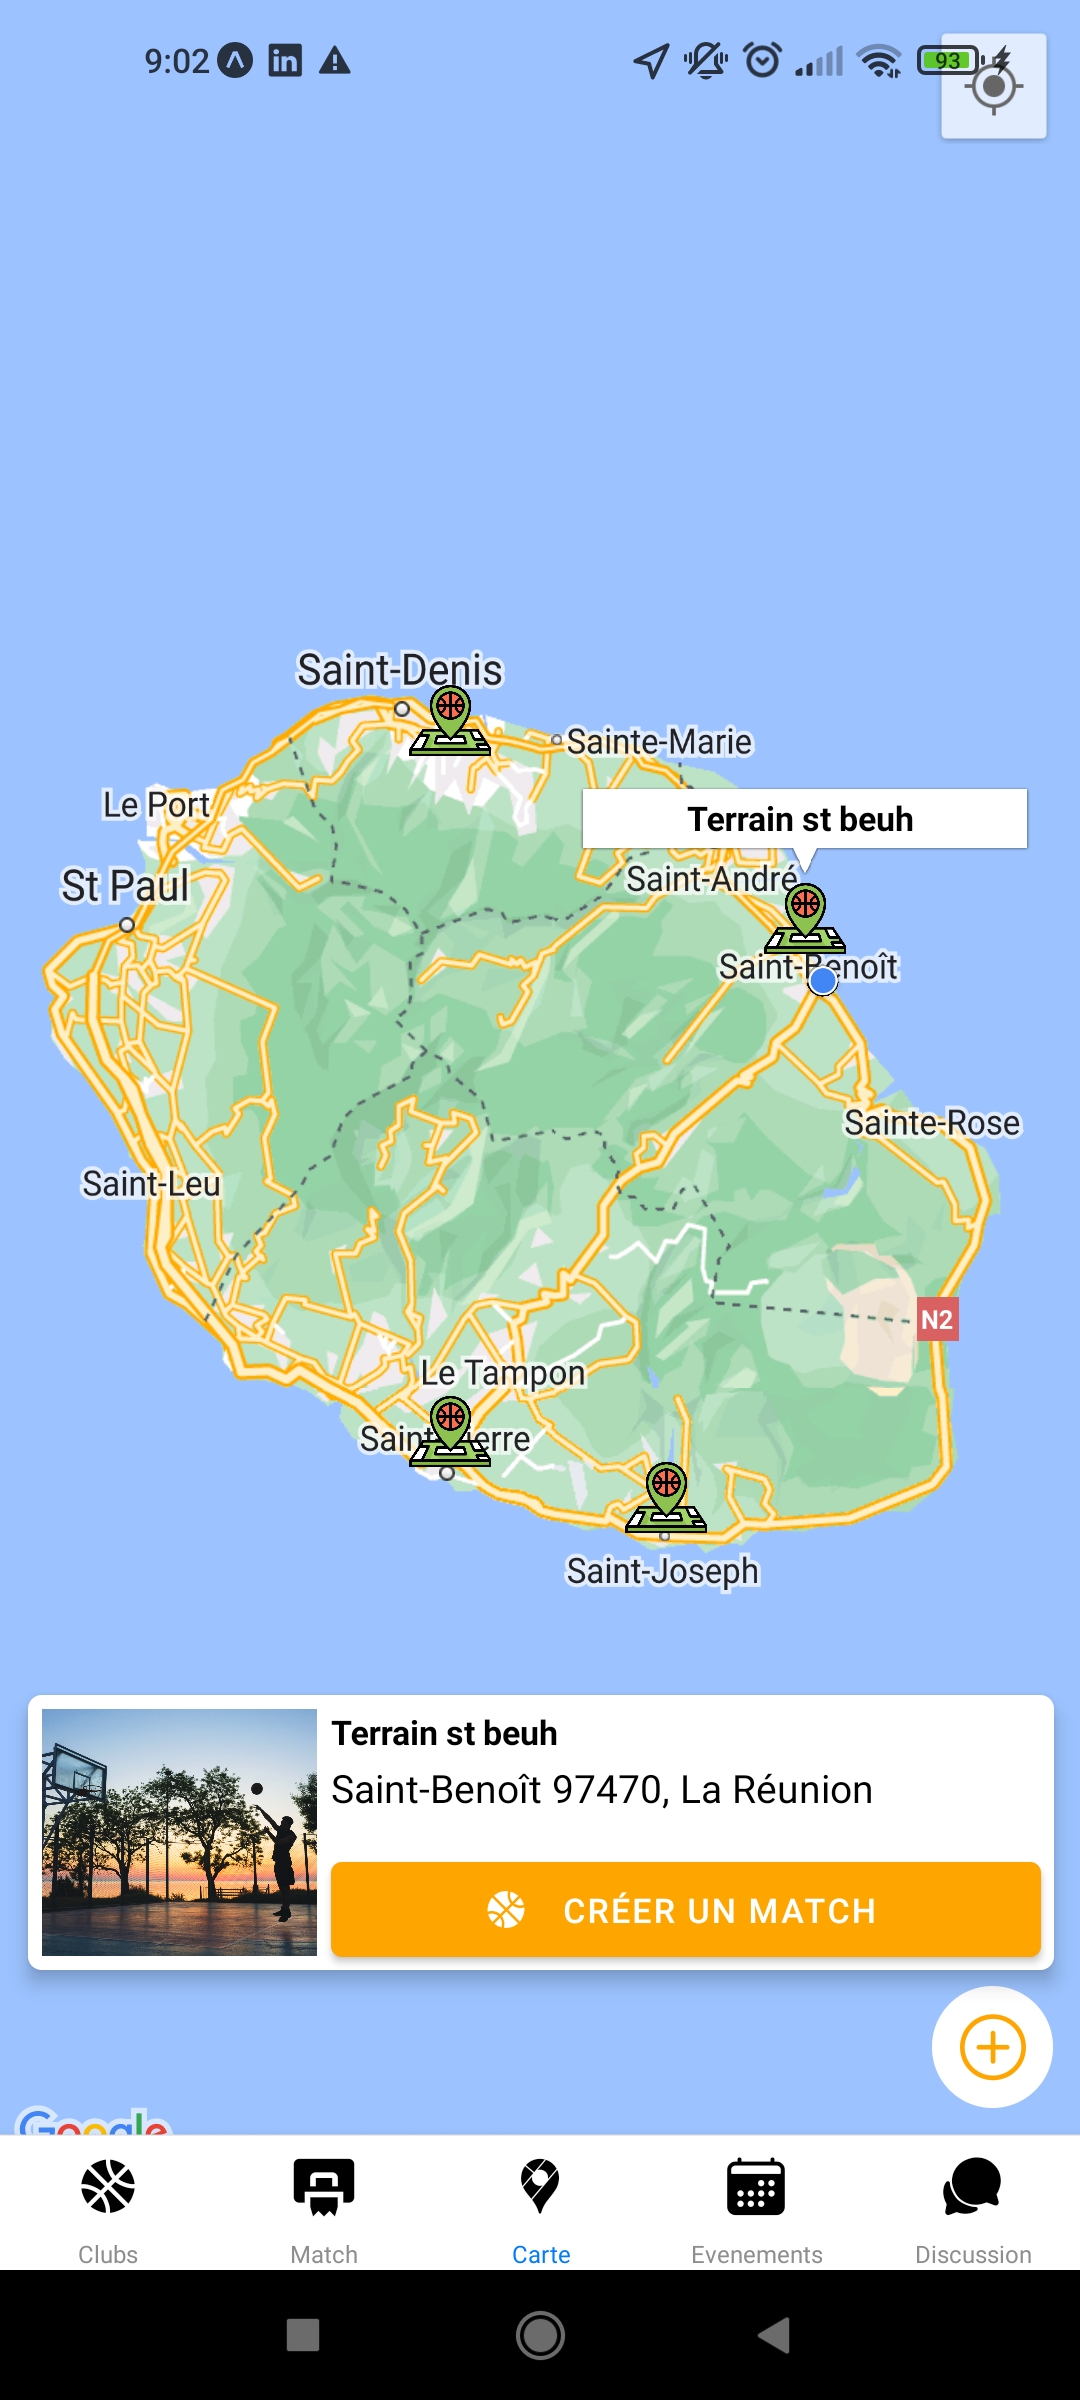 9:02
in
93
Saint-Denis
Sainte-Marie
Le Port
Terrain st beuh
St Paul
Saint-André
Saint-Benoît
Sainte-Rose
Saint-Leu
N2
Le Tampon
Saint ierre
Saint-Joseph
Terrain st beuh
Saint-Benoît 97470, La Réunion
CRÉER UN MATCH
Google
Clubs
Match
Carte
Evenements
Discussion